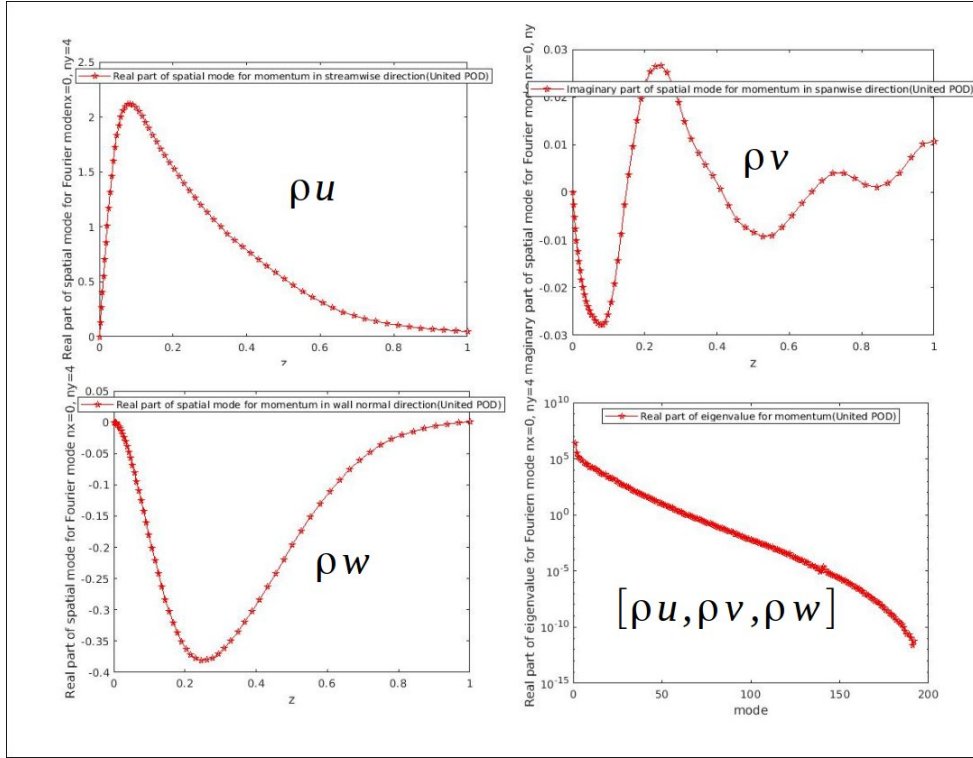 Real part of spatial mode for Fourier modenx=0, ny=4
2.5
2
1.5
1
0.5
0
Real part of spatial mode for momentum in streamwise direction(United POD)
ρu
0 0.2 0.4 0.6 0.8 1
z
maginary part of spatial mode for Fourier mode nx=0, ny
0.03
0.02
0.01
0
-0.01
-0.02
-0.03
Imaginary part of spatial mode for momentum in spanwise direction(United POD)
ρv
0 0.2 0.4 0.6 0.8 1
z
Real part of spatial mode for Fourier mode nx=0, ny=4
0.05
0
-0.05
-0.1
-0.15
-0.2
-0.25
-0.3
-0.35
-0.4
Real part of spatial mode for momentum in wall normal direction(United POD)
ρw
0 0.2 0.4 0.6 0.8 1
z
Real part of eigenvalue for Fouriern mode nx=0, ny=4
10^10
10^5
10^0
10^-5
10^-10
10^-15
Real part of eigenvalue for momentum(United POD)
[ρu,ρv,ρw]
0 50 100 150 200
mode